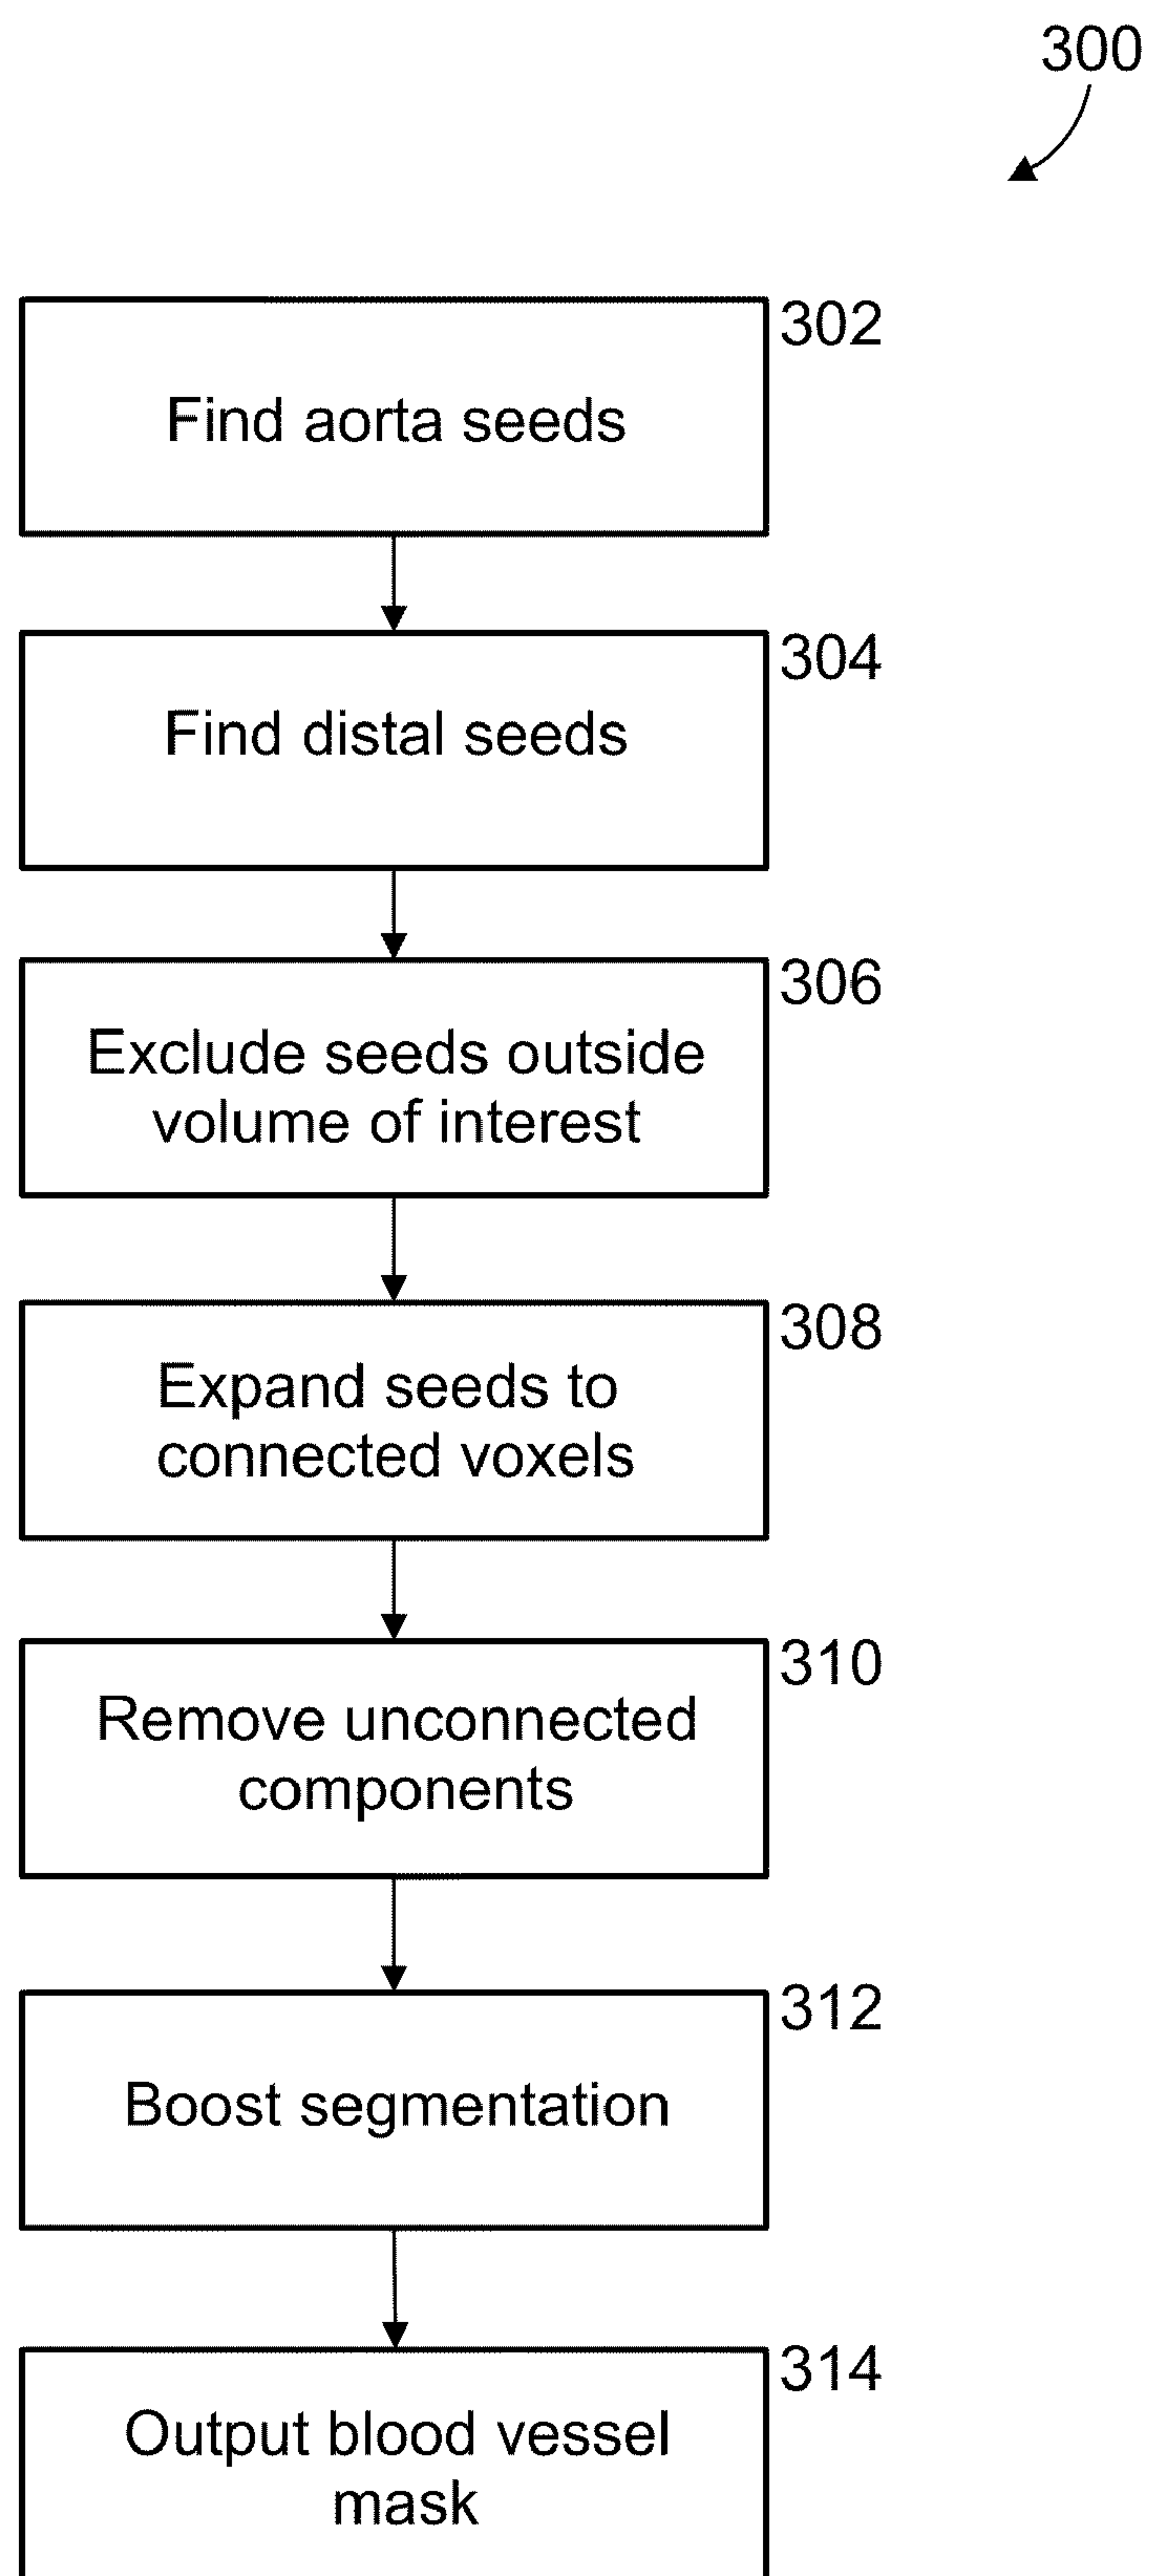 300
302
Find aorta seeds
304
Find distal seeds
306
Exclude seeds outside
volume of interest
308
Expand seeds to
connected voxels
310
Remove unconnected
components
312
Boost segmentation
314
Output blood vessel
mask